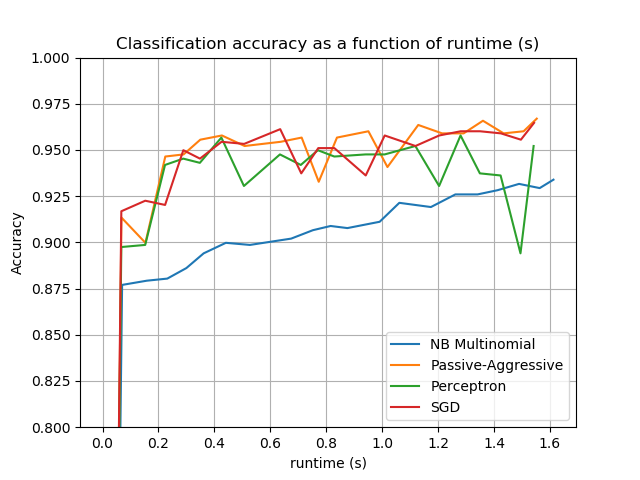 Classification accuracy as a function of runtime (s)
1.000
0.975
0.950
0.925
0.900
0.875
0.850
0.825
0.800
Accuracy
NB Multinomial
Passive-Aggressive
Perceptron
SGD
0.0 0.2 0.4 0.6 0.8 1.0 1.2 1.4 1.6
runtime (s)